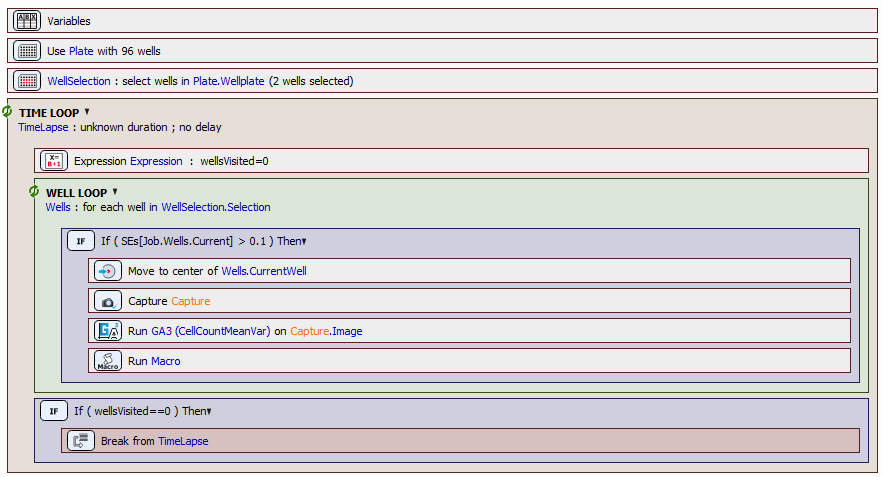 A B X
Variables
Use Plate with 96 wells
WellSelection : select wells in Plate.Wellplate (2 wells selected)
TIME LOOP
TimeLapse : unknown duration ; no delay
X=
B+1
Expression Expression : wellsVisited=0
WELL LOOP
Wells : for each well in WellSelection.Selection
IF If ( SEs[Job.Wells.Current] > 0.1 ) Then
Move to center of Wells.CurrentWell
Capture Capture
Run GA3 (CellCountMeanVar) on Capture.Image
Macro
Run Macro
IF If ( wellsVisited==0 ) Then
Break from TimeLapse